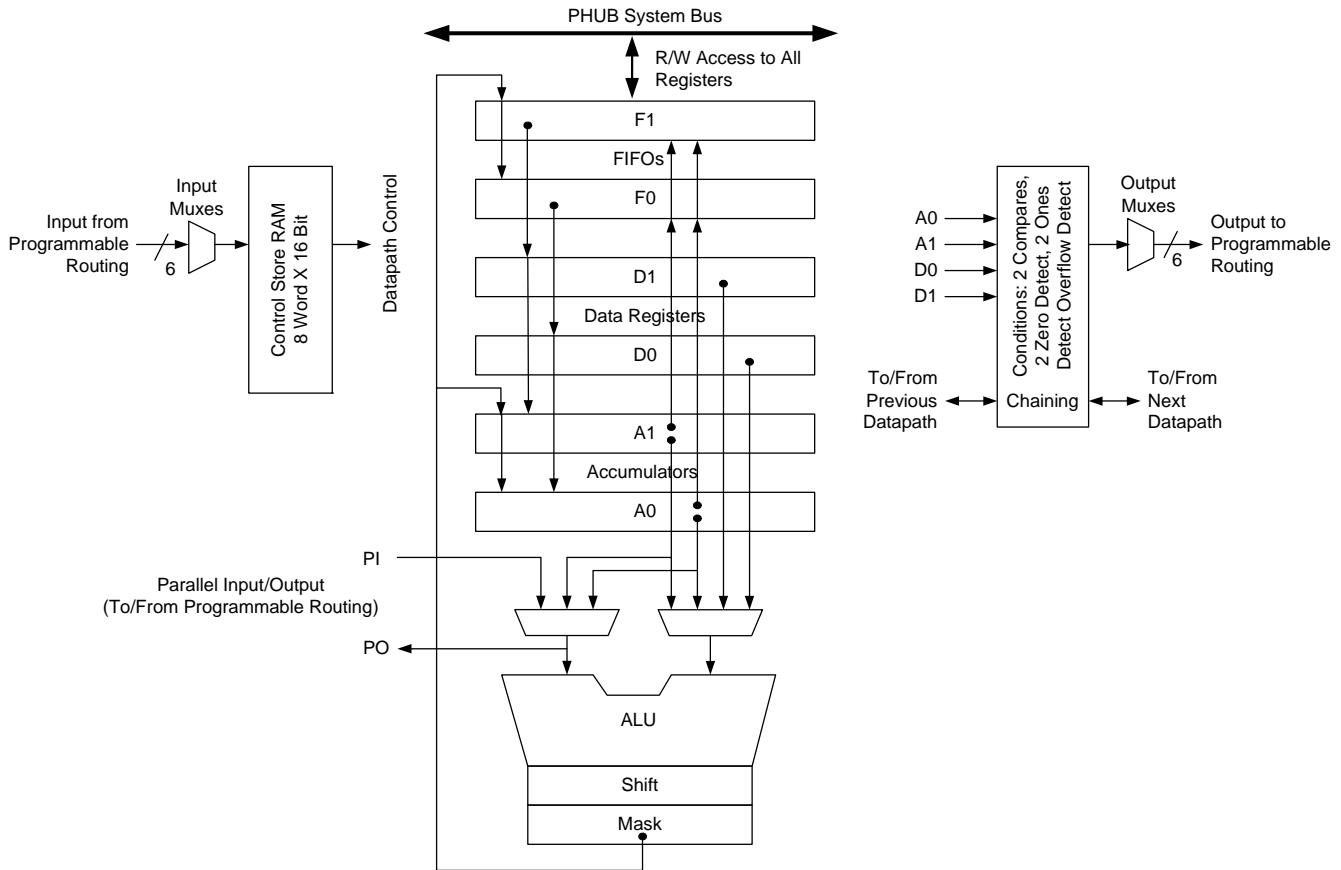 PHUB System Bus
R/W Access to All
Registers
F1
FIFOs
F0
D1
Data Registers
D0
A1
Accumulators
A0
Input from
Programmable
Routing
6
Input
Muxes
Control Store RAM
8 Word X 16 Bit
Datapath Control
PI
Parallel Input/Output
(To/From Programmable Routing)
PO
ALU
Shift
Mask
A0
A1
D0
D1
Conditions: 2 Compares,
2 Zero Detect, 2 Ones
Detect Overflow Detect
Output
Muxes
6
Output to
Programmable
Routing
To/From
Previous
Datapath
Chaining
To/From
Next
Datapath